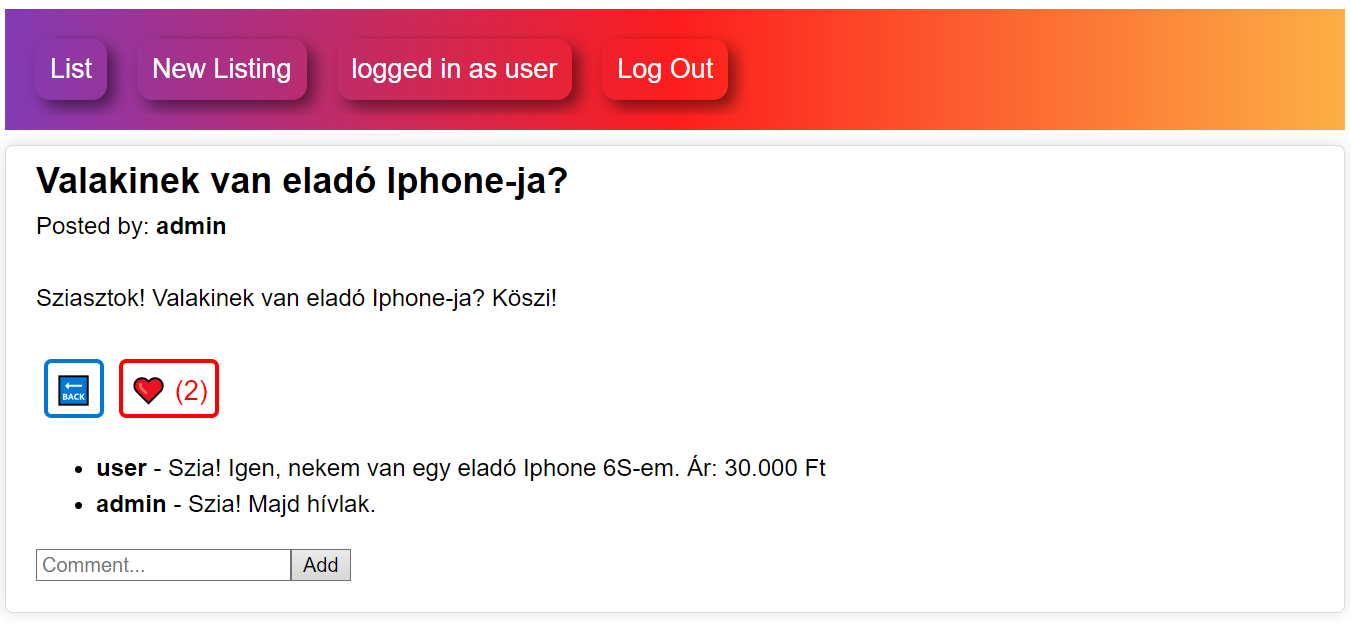 List New Listing logged in as user Log Out
Valakinek van eladó Iphone-ja?
Posted by: admin
Sziasztok! Valakinek van eladó Iphone-ja? Köszi!
BACK (2)
user - Szia! Igen, nekem van egy eladó Iphone 6S-em. Ár: 30.000 Ft
admin - Szia! Majd hívlak.
Comment... Add